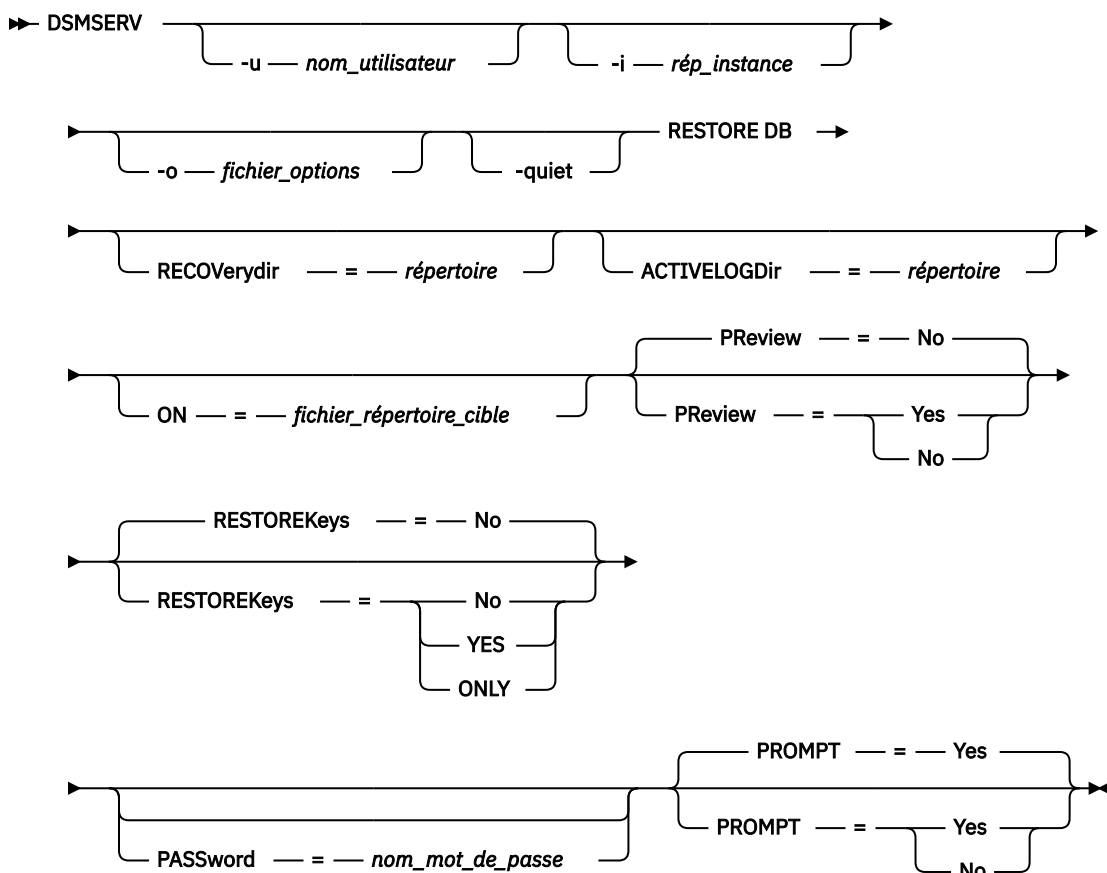 DSMSERV
-u nom_utilisateur -i rép_instance
RESTORE DB
-o fichier_options -quiet
RECOVerydir = répertoire ACTIVELOGDir = répertoire
PReview = No
ON = fichier_répertoire_cible PReview = Yes
No
RESTOREKeys = No
RESTOREKeys = No
YES
ONLY
PROMPT = Yes
PROMPT = Yes
PASSword = nom_mot_de_passe
No